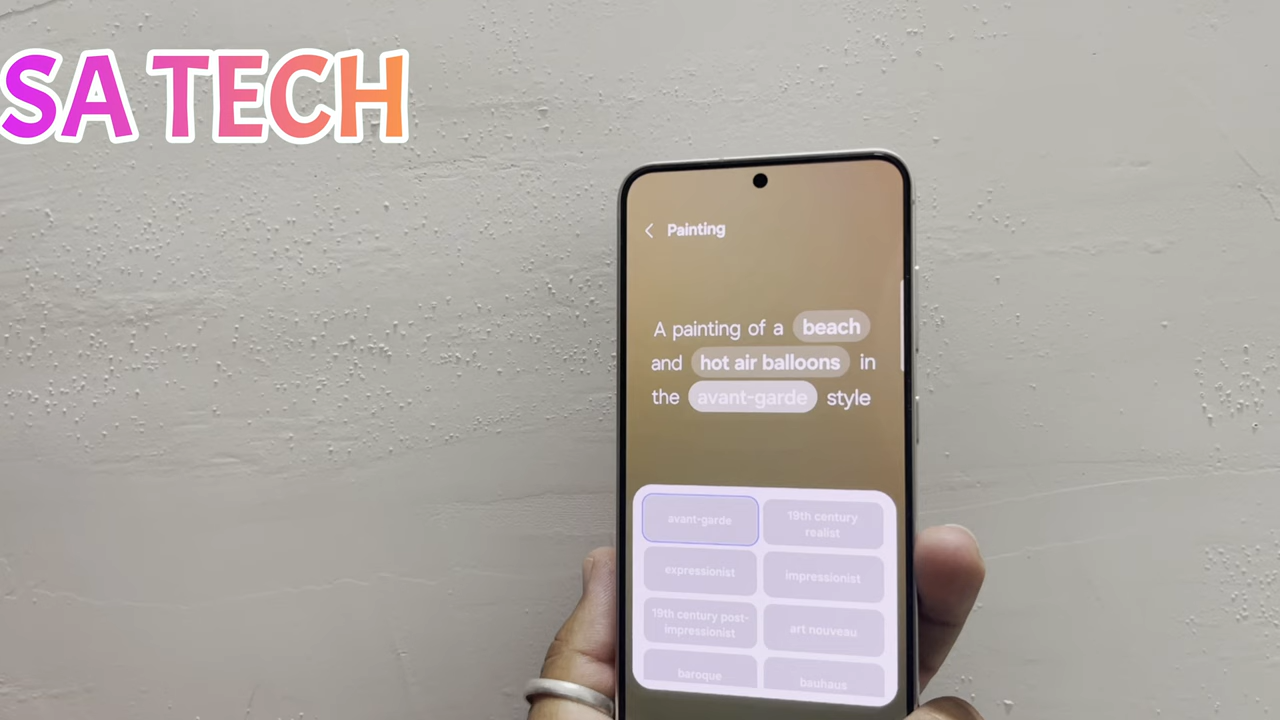 SA TECH
Painting
A painting of a beach
and hot air balloons in
the avant-garde style
avant-garde
19th century
realist
expressionist
impressionist
19th century post-
impressionist
art nouveau
baroque
bauhaus